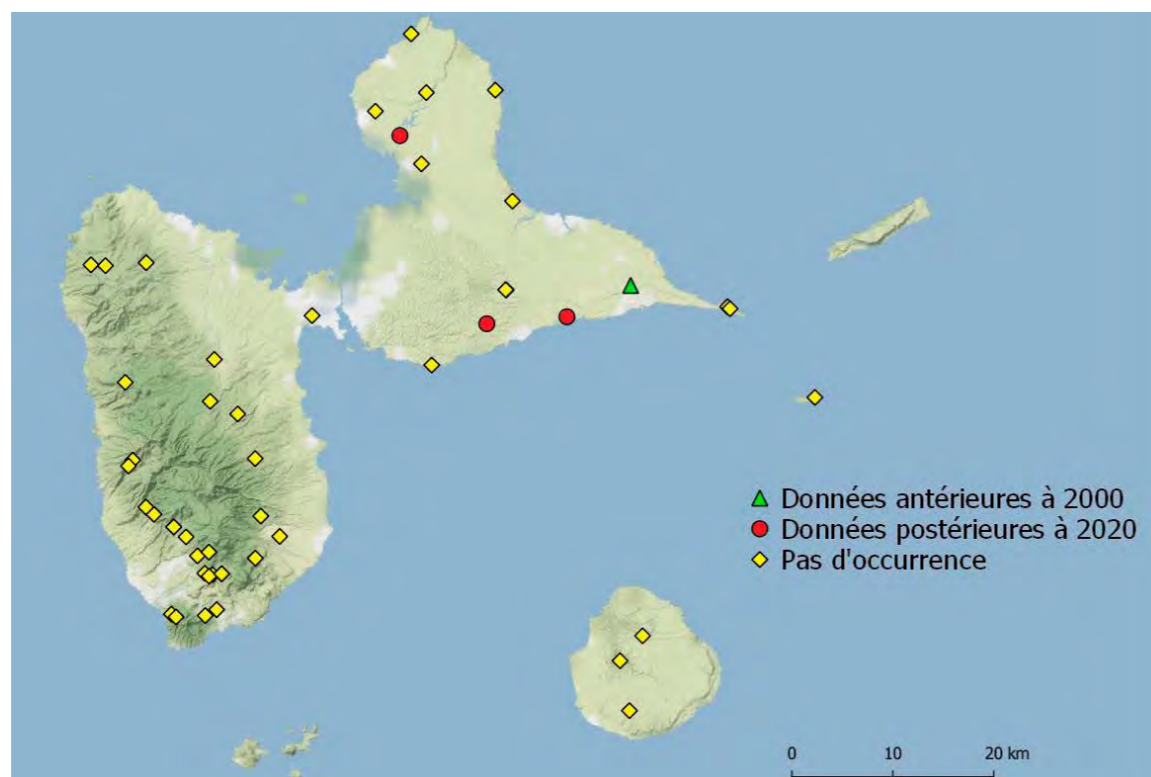 Données antérieures à 2000
Données postérieures à 2020
Pas d'occurrence
0 10 20 km